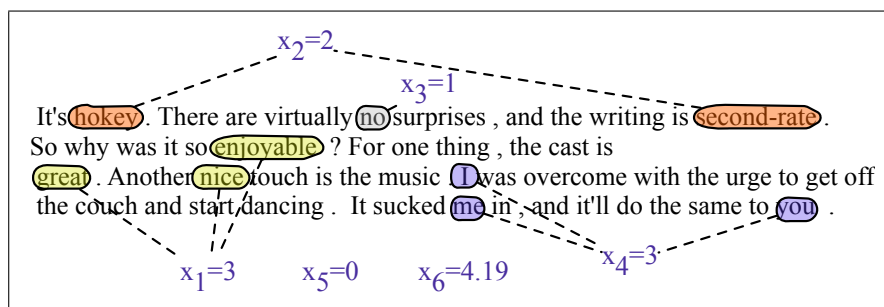 x2=2
x3=1
It's hokey . There are virtually no surprises , and the writing is second-rate .
So why was it so enjoyable ? For one thing , the cast is
great . Another nice touch is the music . I was overcome with the urge to get off
the couch and start dancing . It sucked me in , and it'll do the same to you .
x1=3 x5=0 x6=4.19 x4=3